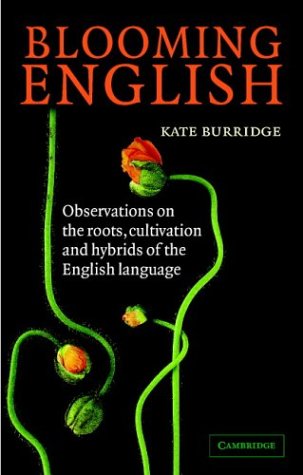 BLOOMING
ENGLISH
KATE BURRIDGE
Observations on
the roots, cultivation
and hybrids of the
English language
CAMBRIDGE